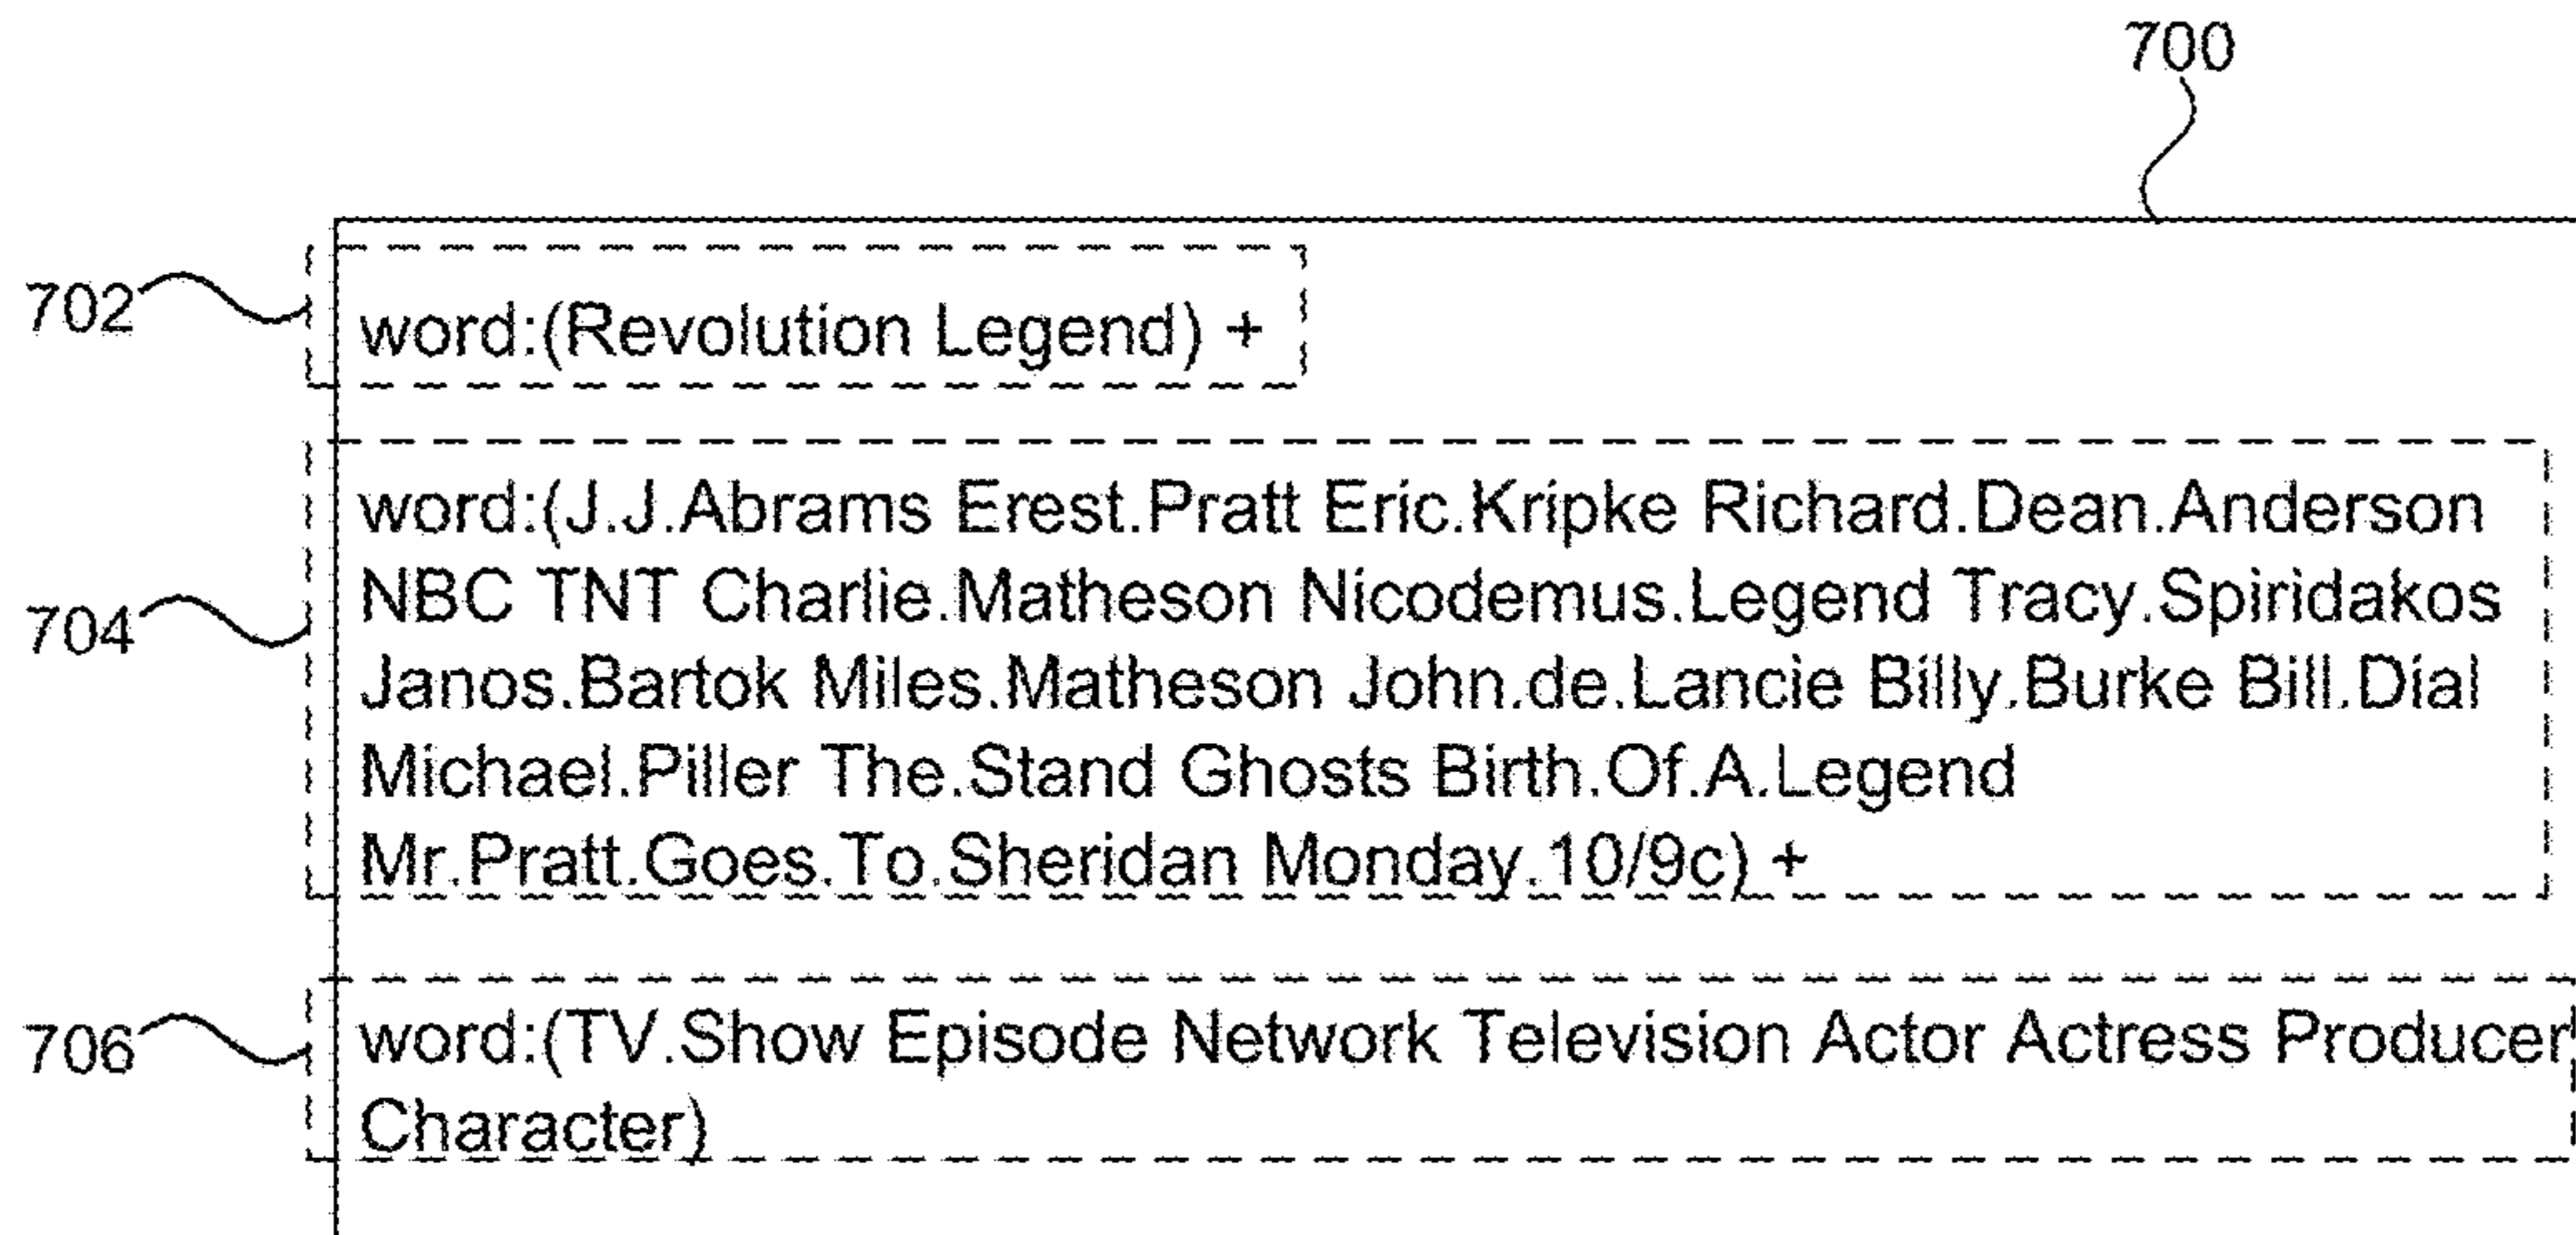 700
702
word:(Revolution Legend) +
704
word:(J.J.Abrams Erest.Pratt Eric.Kripke Richard.Dean.Anderson
NBC TNT Charlie.Matheson Nicodemus.Legend Tracy.Spiridakos
Janos.Bartok Miles.Matheson John.de.Lancie Billy.Burke Bill.Dial
Michael.Piller The.Stand Ghosts Birth.Of.A.Legend
Mr.Pratt.Goes.To.Sheridan Monday.10/9c) +
706
word:(TV.Show Episode Network Television Actor Actress Producer
Character)